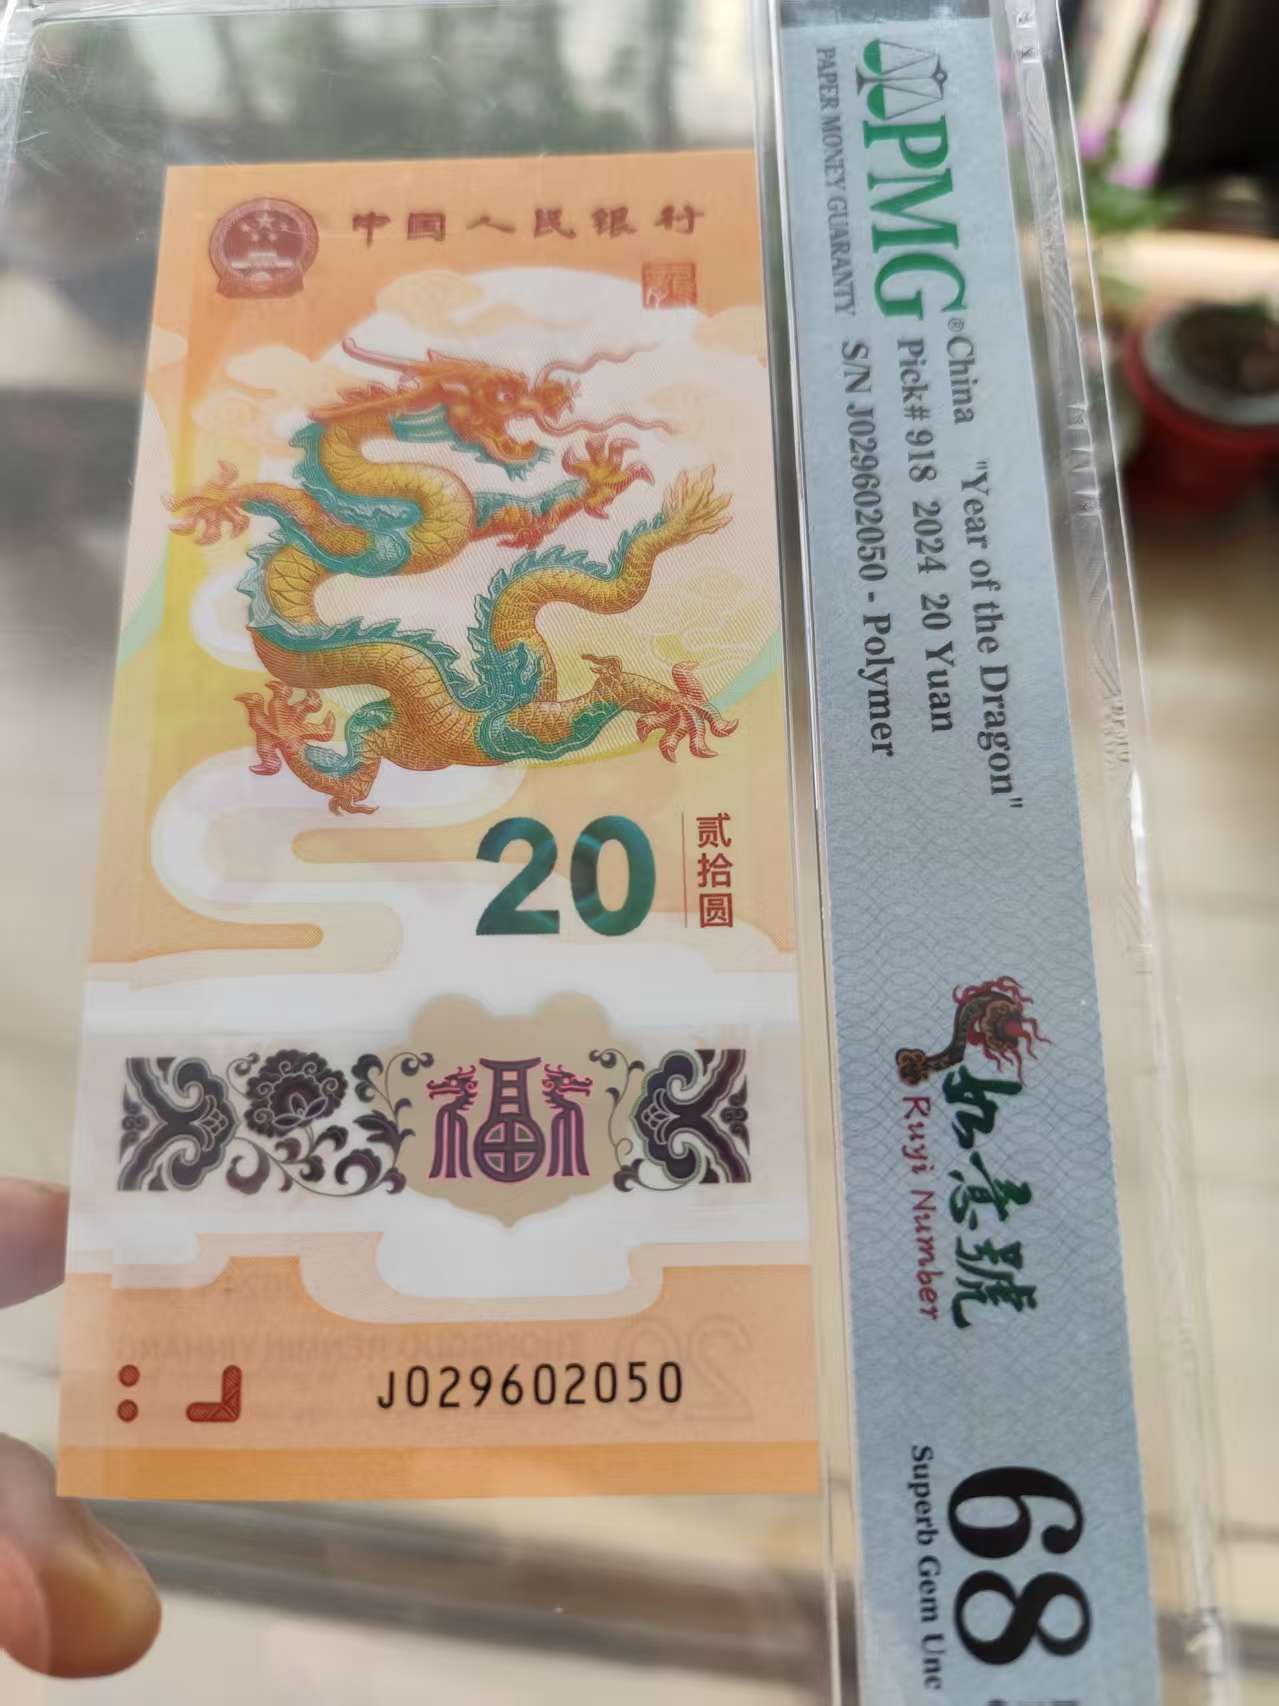 中国人民银行
20
贰拾圆
福
J029602050
PMG®
PAPER MONEY GUARANTY
China "Year of the Dragon"
Pick# 918 2024 20 Yuan
S/N J029602050 - Polymer
如意號
Ruyi Number
68
Superb Gem Unc